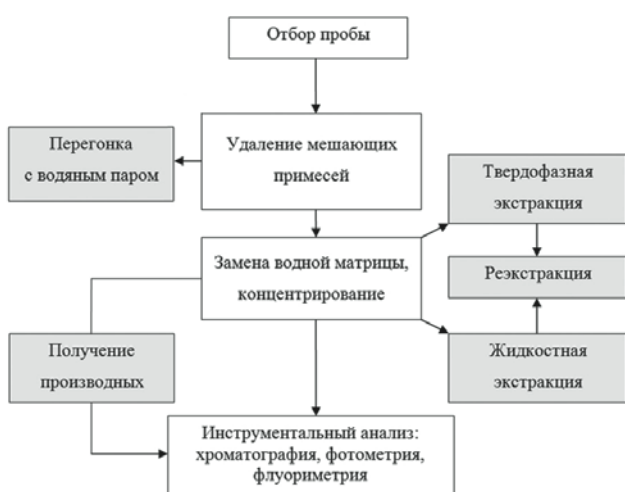 Отбор пробы
Перегонка
с водяным паром
Удаление мешающих
примесей
Твердофазная
экстракция
Замена водной матрицы,
концентрирование
Реэкстракция
Получение
производных
Жидкостная
экстракция
Инструментальный анализ:
хроматография, фотометрия,
флуориметрия